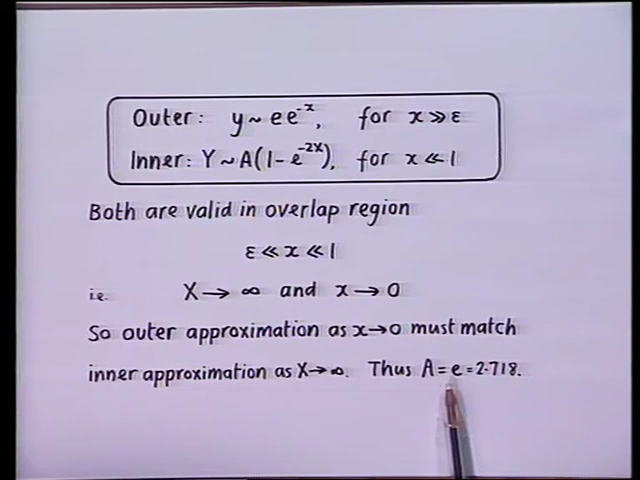 Outer: y ~ ee⁻ˣ, for x ≫ ε
Inner: Y ~ A(1 - e⁻²ˣ), for x ≪ 1
Both are valid in overlap region
ε ≪ x ≪ 1
i.e. X → ∞ and x → 0
So outer approximation as x→0 must match
inner approximation as X→∞. Thus A = e = 2·718.